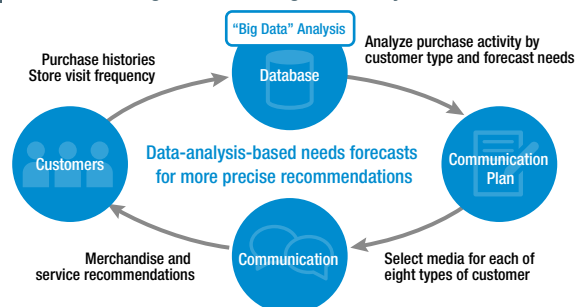 “Big Data” Analysis
Database
Purchase histories
Store visit frequency
Analyze purchase activity by
customer type and forecast needs
Customers
Data-analysis-based needs forecasts
for more precise recommendations
Communication
Plan
Communication
Merchandise and
service recommendations
Select media for each of
eight types of customer